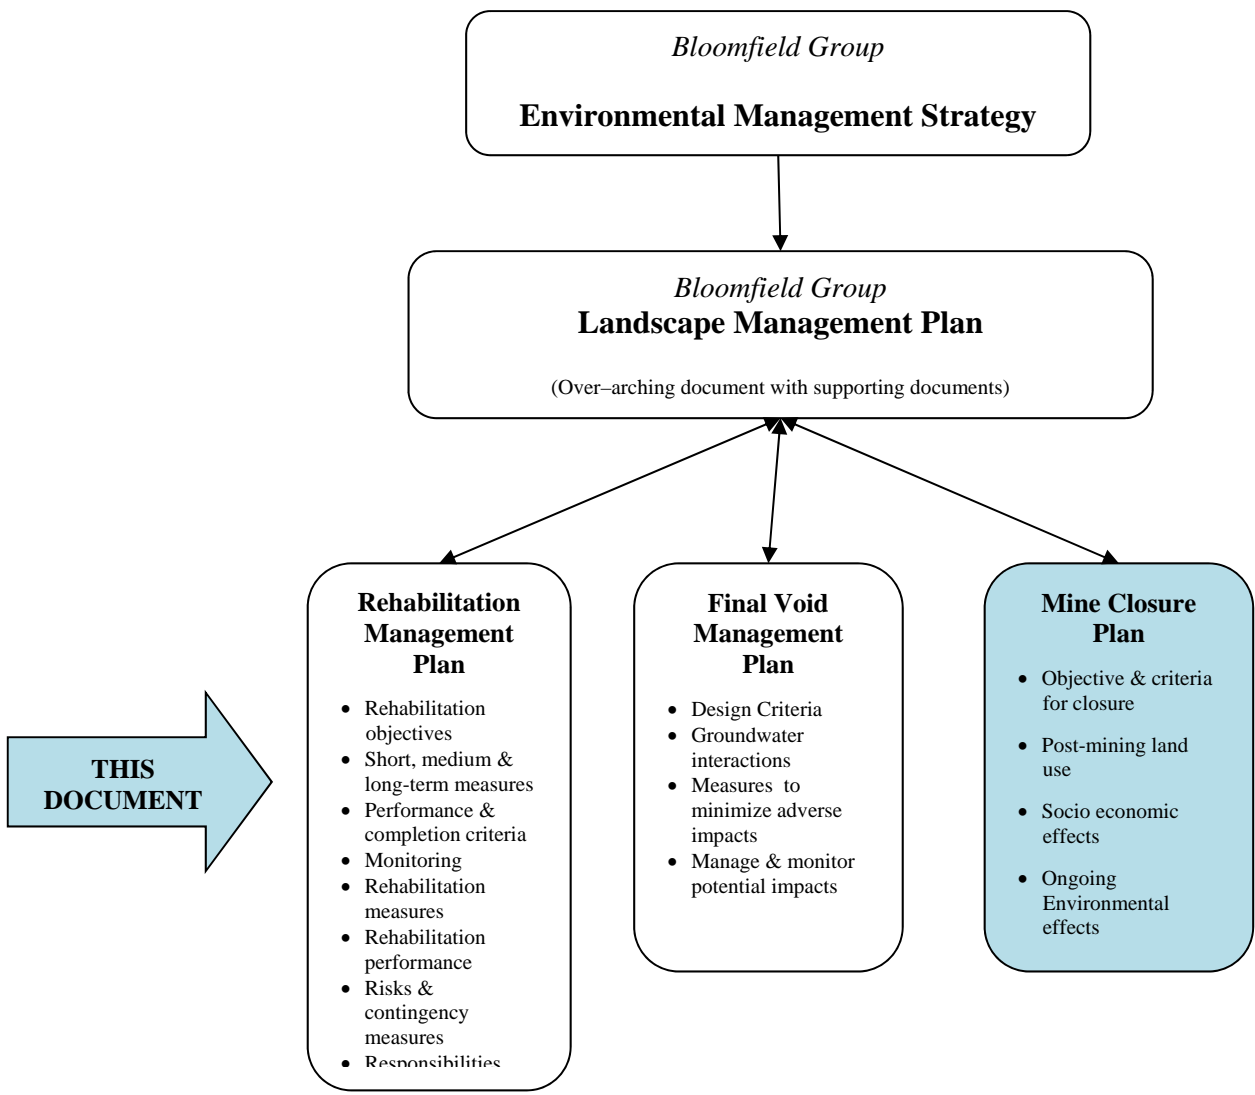 Bloomfield Group
Environmental Management Strategy
Bloomfield Group
Landscape Management Plan
(Over–arching document with supporting documents)
THIS
DOCUMENT
Rehabilitation
Management
Plan
• Rehabilitation
objectives
• Short, medium &
long-term measures
• Performance &
completion criteria
• Monitoring
• Rehabilitation
measures
• Rehabilitation
performance
• Risks &
contingency
measures
• Responsibilities
Final Void
Management
Plan
• Design Criteria
• Groundwater
interactions
• Measures  to
minimize adverse
impacts
• Manage & monitor
potential impacts
Mine Closure
Plan
• Objective & criteria
for closure
• Post-mining land
use
• Socio economic
effects
• Ongoing
Environmental
effects